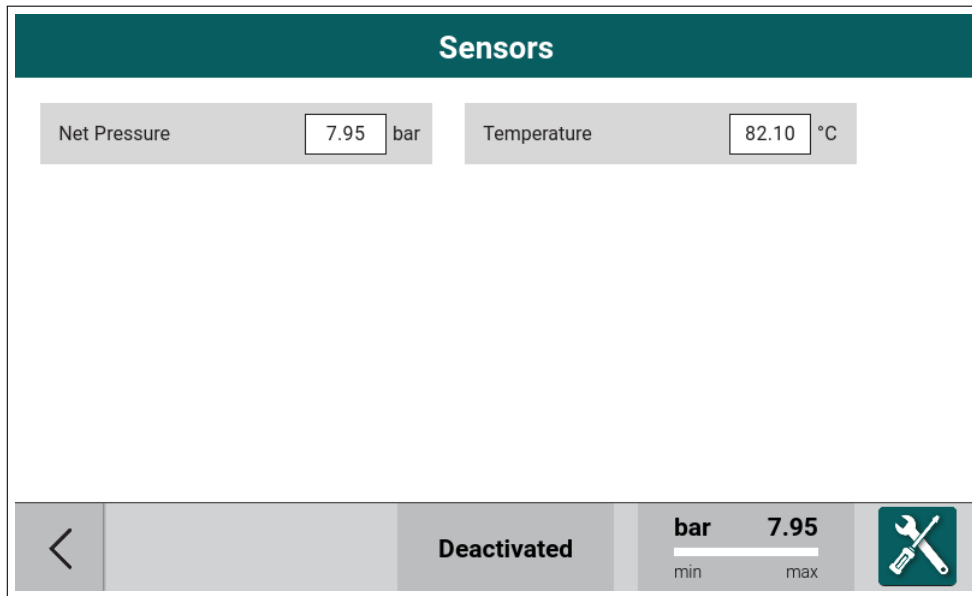 Sensors
Net Pressure 7.95 bar Temperature 82.10 °C
Deactivated
bar 7.95
min max